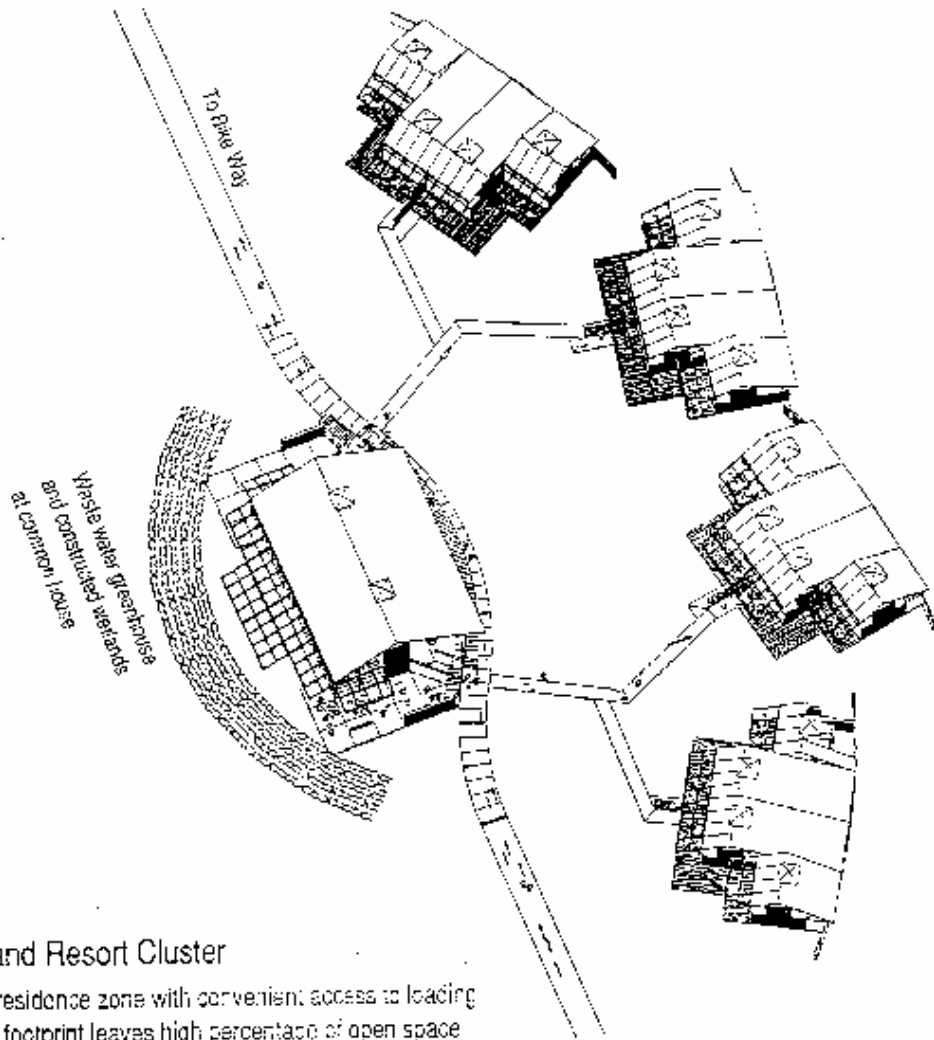 To Bike Way
Waste water greenhouse
and constructed wetlands
at common house
and Resort Cluster
residence zone with convenient access to loading
footprint leaves high percentage of open space